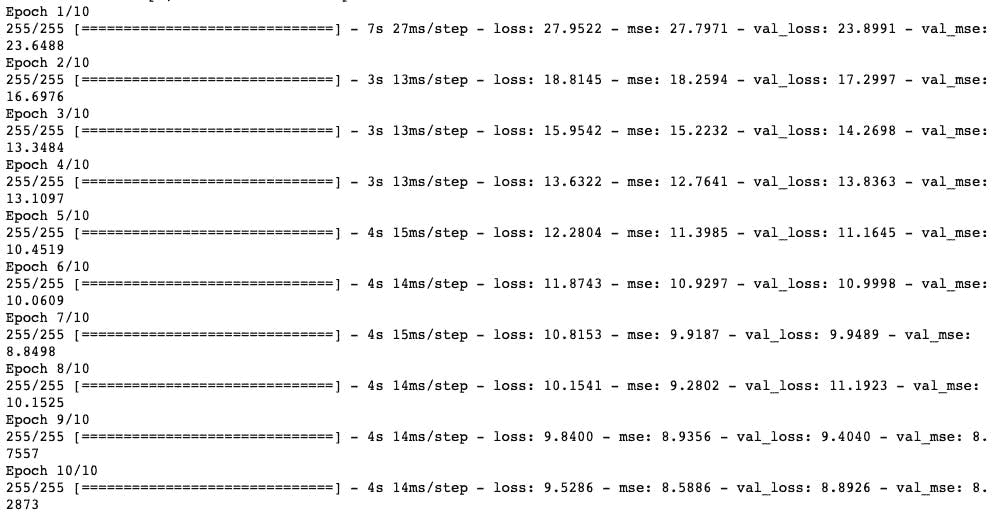 Epoch 1/10
255/255 [==============================] - 7s 27ms/step - loss: 27.9522 - mse: 27.7971 - val_loss: 23.8991 - val_mse:
23.6488
Epoch 2/10
255/255 [==============================] - 3s 13ms/step - loss: 18.8145 - mse: 18.2594 - val_loss: 17.2997 - val_mse:
16.6976
Epoch 3/10
255/255 [==============================] - 3s 13ms/step - loss: 15.9542 - mse: 15.2232 - val_loss: 14.2698 - val_mse:
13.3484
Epoch 4/10
255/255 [==============================] - 3s 13ms/step - loss: 13.6322 - mse: 12.7641 - val_loss: 13.8363 - val_mse:
13.1097
Epoch 5/10
255/255 [==============================] - 4s 15ms/step - loss: 12.2804 - mse: 11.3985 - val_loss: 11.1645 - val_mse:
10.4519
Epoch 6/10
255/255 [==============================] - 4s 14ms/step - loss: 11.8743 - mse: 10.9297 - val_loss: 10.9998 - val_mse:
10.0609
Epoch 7/10
255/255 [==============================] - 4s 15ms/step - loss: 10.8153 - mse: 9.9187 - val_loss: 9.9489 - val_mse:
8.8498
Epoch 8/10
255/255 [==============================] - 4s 14ms/step - loss: 10.1541 - mse: 9.2802 - val_loss: 11.1923 - val_mse:
10.1525
Epoch 9/10
255/255 [==============================] - 4s 14ms/step - loss: 9.8400 - mse: 8.9356 - val_loss: 9.4040 - val_mse: 8.
7557
Epoch 10/10
255/255 [==============================] - 4s 14ms/step - loss: 9.5286 - mse: 8.5886 - val_loss: 8.8926 - val_mse: 8.
2873